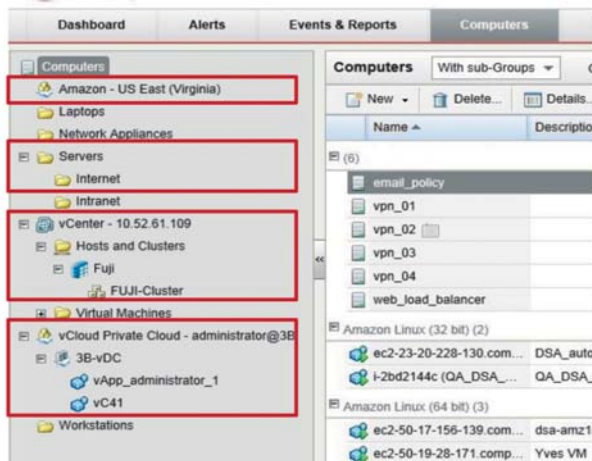 Dashboard Alerts Events & Reports Computers
Computers
Amazon - US East (Virginia)
Laptops
Network Appliances
Servers
Internet
Intranet
vCenter - 10.52.61.109
Hosts and Clusters
Fuji
FUJI-Cluster
Virtual Machines
vCloud Private Cloud - administrator@3B
3B-vDC
vApp_administrator_1
vC41
Workstations
Computers With sub-Groups
New Delete... Details...
Name Descriptio
(6)
email_policy
vpn_01
vpn_02
vpn_03
vpn_04
web_load_balancer
Amazon Linux (32 bit) (2)
ec2-23-20-228-130.com... DSA_auto
i-2bd2144c (QA_DSA_... QA_DSA_
Amazon Linux (64 bit) (3)
ec2-50-17-156-139.com... dsa-amz1
ec2-50-19-28-171.comp... Yves VM